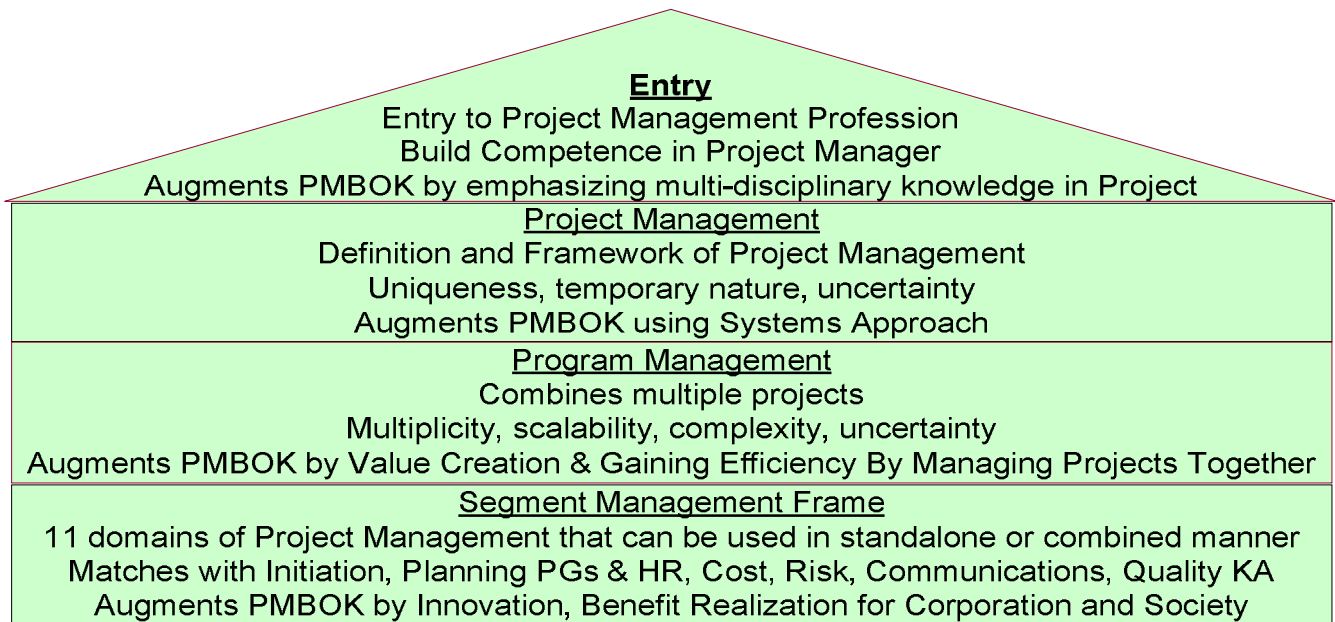 Entry
Entry to Project Management Profession
Build Competence in Project Manager
Augments PMBOK by emphasizing multi-disciplinary knowledge in Project
Project Management
Definition and Framework of Project Management
Uniqueness, temporary nature, uncertainty
Augments PMBOK using Systems Approach
Program Management
Combines multiple projects
Multiplicity, scalability, complexity, uncertainty
Augments PMBOK by Value Creation & Gaining Efficiency By Managing Projects Together
Segment Management Frame
11 domains of Project Management that can be used in standalone or combined manner
Matches with Initiation, Planning PGs & HR, Cost, Risk, Communications, Quality KA
Augments PMBOK by Innovation, Benefit Realization for Corporation and Society